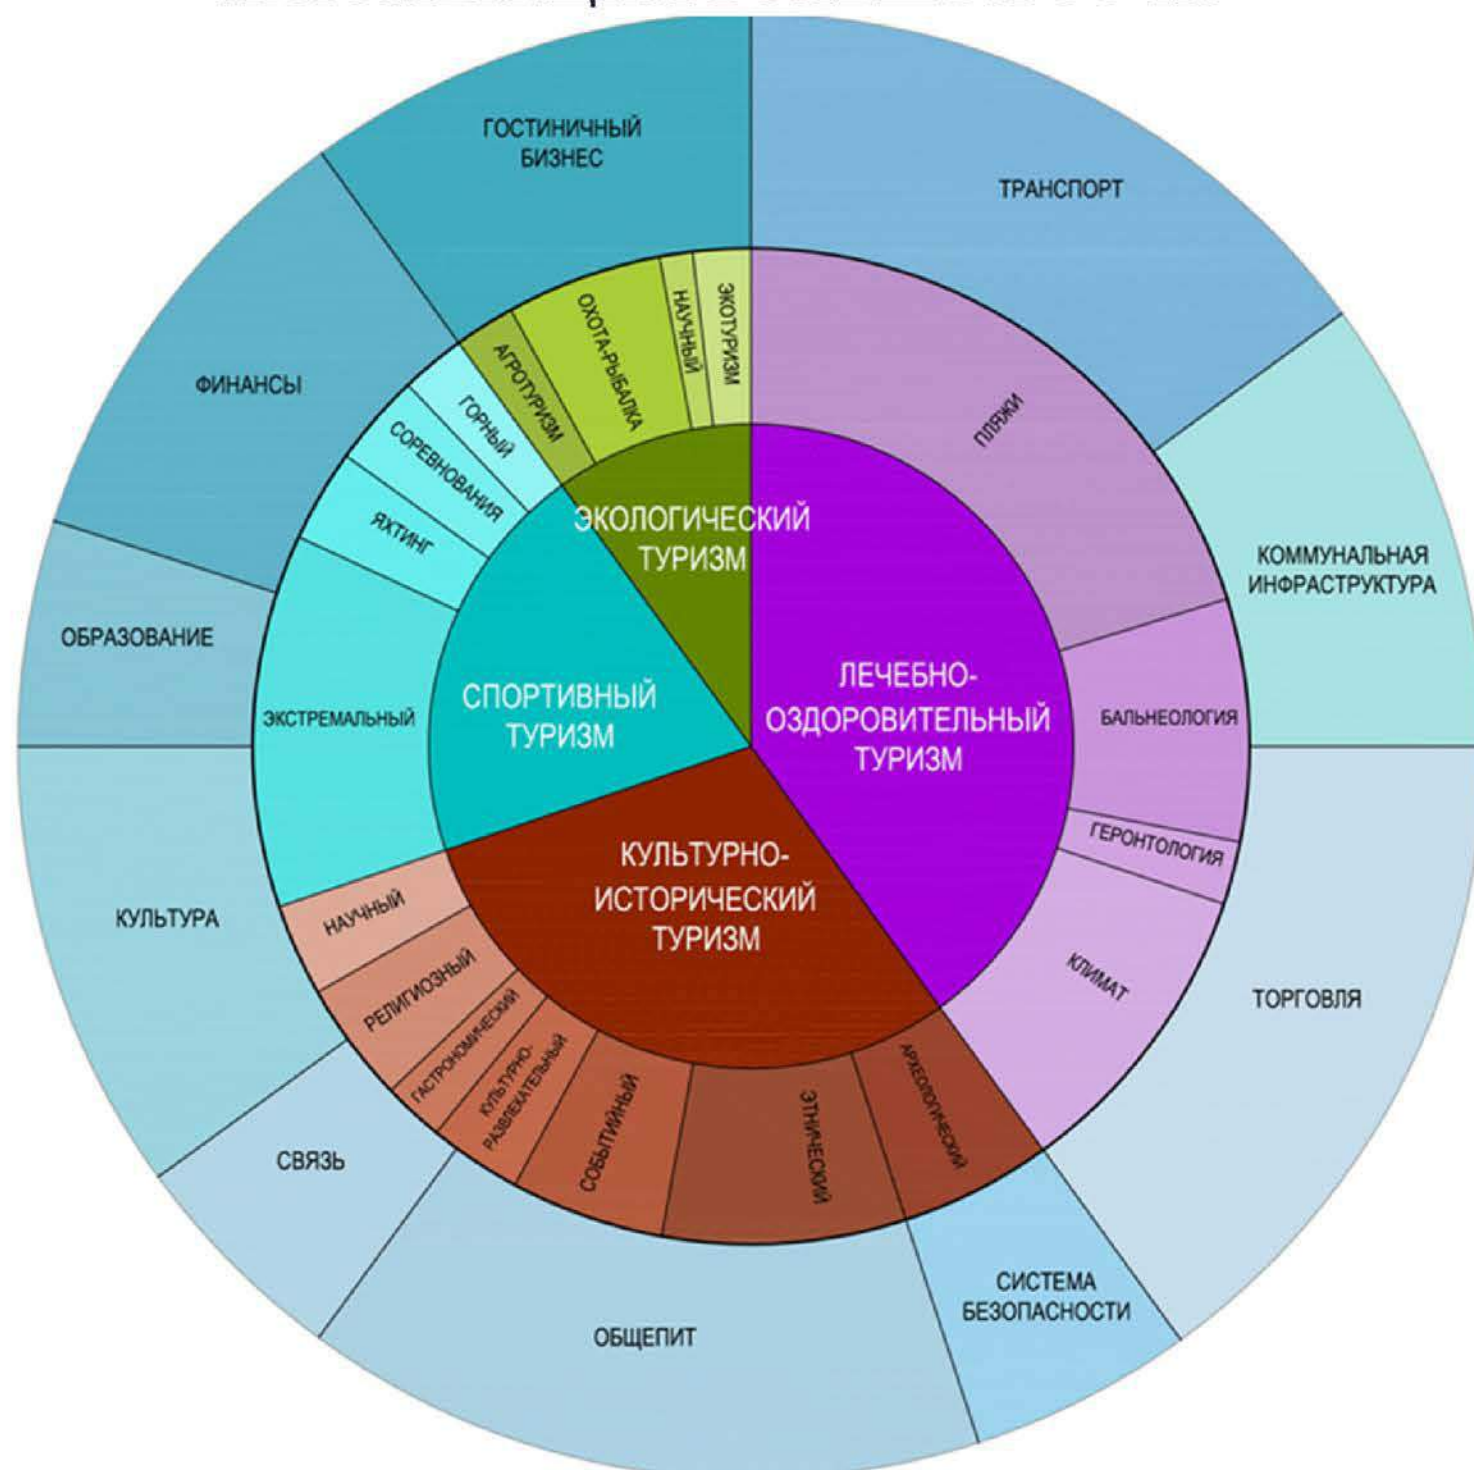 ГОСТИНИЧНЫЙ
БИЗНЕС
ТРАНСПОРТ
КОММУНАЛЬНАЯ
ИНФРАСТРУКТУРА
ТОРГОВЛЯ
СИСТЕМА
БЕЗОПАСНОСТИ
ОБЩЕПИТ
СВЯЗЬ
КУЛЬТУРА
ОБРАЗОВАНИЕ
ФИНАНСЫ
АГРОТУРИЗМ
ОХОТА-РЫБАЛКА
НАУЧНЫЙ
ЭКОТУРИЗМ
ПЛЯЖИ
БАЛЬНЕОЛОГИЯ
ГЕРОНТОЛОГИЯ
КЛИМАТ
АРХЕОЛОГИЧЕСКИЙ
ЭТНИЧЕСКИЙ
СОБЫТИЙНЫЙ
КУЛЬТУРНО-
РАЗВЛЕКАТЕЛЬНЫЙ
ГАСТРОНОМИЧЕСКИЙ
РЕЛИГИОЗНЫЙ
НАУЧНЫЙ
ЭКСТРЕМАЛЬНЫЙ
ЯХТИНГ
СОРЕВНОВАНИЯ
ГОРНЫЙ
ЭКОЛОГИЧЕСКИЙ
ТУРИЗМ
ЛЕЧЕБНО-
ОЗДОРОВИТЕЛЬНЫЙ
ТУРИЗМ
КУЛЬТУРНО-
ИСТОРИЧЕСКИЙ
ТУРИЗМ
СПОРТИВНЫЙ
ТУРИЗМ